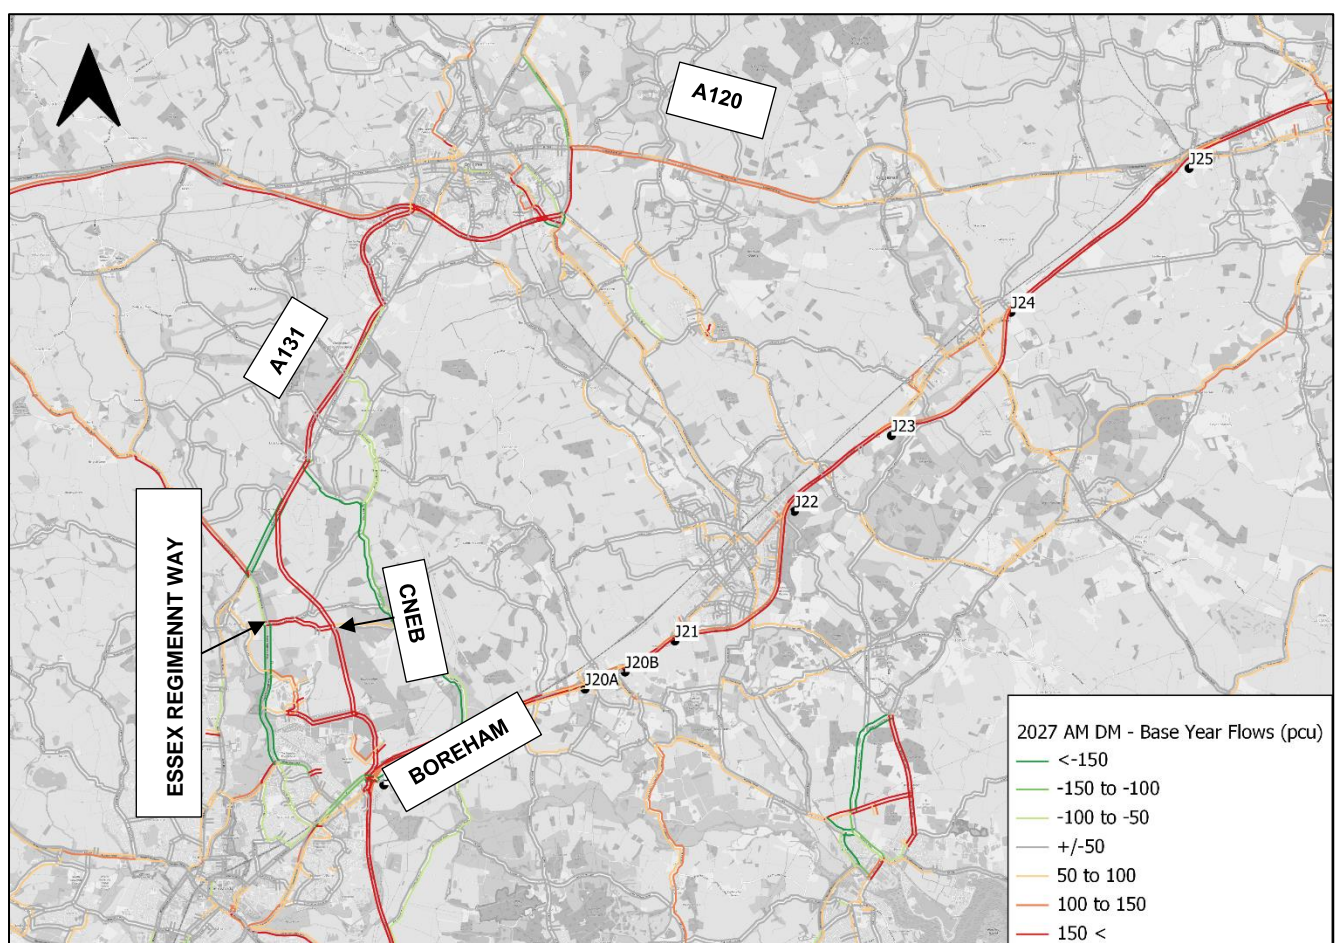 A120
J25
J24
A131
J23
J22
ESSEX REGIMENNT WAY
CNEB
J21
J20B
J20A
BOREHAM
2027 AM DM - Base Year Flows (pcu)
<-150
-150 to -100
-100 to -50
+/-50
50 to 100
100 to 150
150 <